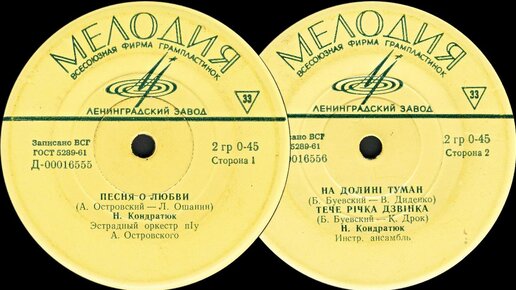 МЕЛОДИЯ
ВСЕСОЮЗНАЯ ФИРМА ГРАМПЛАСТИНОК
ЛЕНИНГРАДСКИЙ ЗАВОД
33
Записано ВСГ
ГОСТ 5289-61
Д-00016555
2 гр 0-45
Сторона 1
ПЕСНЯ О ЛЮБВИ
(А. Островский — Л. Ошанин)
Н. Кондратюк
Эстрадный оркестр п/у
А. Островского
МЕЛОДИЯ
ВСЕСОЮЗНАЯ ФИРМА ГРАМПЛАСТИНОК
ЛЕНИНГРАДСКИЙ ЗАВОД
33
Записано ВСГ
5289-61
0016556
2 гр 0-45
Сторона 2
НА ДОЛИНІ ТУМАН
(Б. Буевский — В. Диденко)
ТЕЧЕ РІЧКА ДЗВІНКА
(Б. Буевский — К. Дрок)
Н. Кондратюк
Инстр. ансамбль